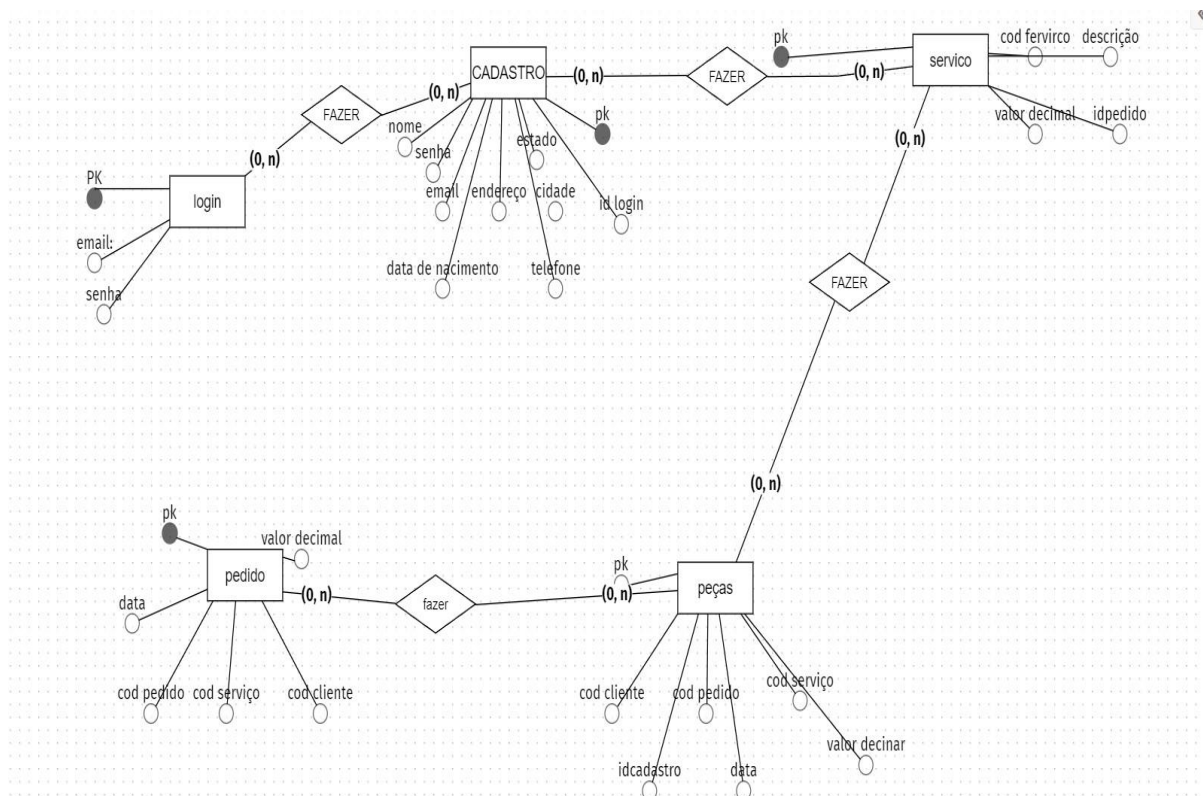 pk
cod fervirco
descrição
CADASTRO
(0, n)
FAZER
(0, n)
servico
(0, n)
FAZER
pk
valor decimal
idpedido
nome
estado
(0, n)
senha
(0, n)
PK
login
email
endereço
cidade
id login
email:
data de nacimento
telefone
FAZER
senha
(0, n)
pk
valor decimal
pedido
pk
peças
(0, n)
fazer
(0, n)
data
cod pedido
cod serviço
cod cliente
cod cliente
cod pedido
cod serviço
valor decinar
idcadastro
data